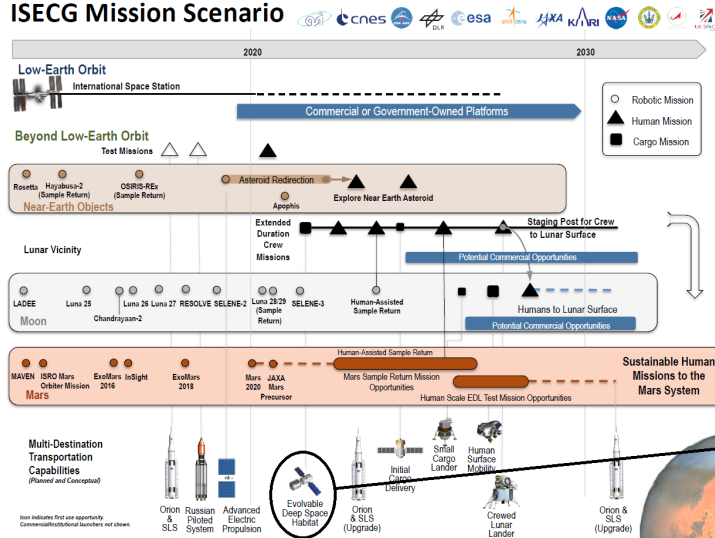 ISECG Mission Scenario
asi
cnes
DLR
esa
JAXA
KARI
NASA
UK SPAC
2020
2030
Low-Earth Orbit
International Space Station
Commercial or Government-Owned Platforms
Robotic Mission
Human Mission
Cargo Mission
Beyond Low-Earth Orbit
Test Missions
Asteroid Redirection
Rosetta
Hayabusa-2
(Sample Return)
OSIRIS-REx
(Sample Return)
Apophis
Explore Near Earth Asteroid
Near-Earth Objects
Extended
Duration
Crew
Missions
Staging Post for Crew
to Lunar Surface
Lunar Vicinity
Potential Commercial Opportunities
LADEE
Luna 25
Chandrayaan-2
Luna 26
Luna 27
RESOLVE
SELENE-2
Luna 28/29
(Sample
Return)
SELENE-3
Human-Assisted
Sample Return
Humans to Lunar Surface
Potential Commercial Opportunities
Moon
Human-Assisted Sample Return
MAVEN
ISRO Mars
Orbiter Mission
ExoMars
2016
InSight
ExoMars
2018
Mars
2020
JAXA
Mars
Precursor
Mars Sample Return Mission
Opportunities
Human Scale EDL Test Mission Opportunities
Sustainable Human
Missions to the
Mars System
Mars
Multi-Destination
Transportation
Capabilities
(Planned and Conceptual)
Orion
&
SLS
Russian
Piloted
System
Advanced
Electric
Propulsion
Evolvable
Deep Space
Habitat
Orion
&
SLS
(Upgrade)
Initial
Cargo
Delivery
Small
Cargo
Lander
Human
Surface
Mobility
Crewed
Lunar
Lander
Orion
&
SLS
(Upgrade)
Icon indicates first use opportunity.
Commercial/Institutional launchers not shown.